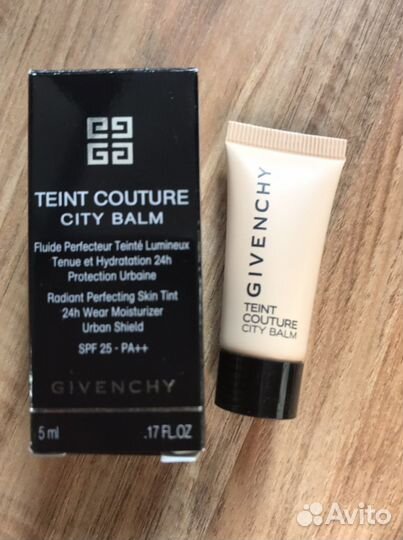 TEINT COUTURE
CITY BALM
Fluide Perfecteur Teinté Lumineux
Tenue et Hydratation 24h
Protection Urbaine
Radiant Perfecting Skin Tint
24h Wear Moisturizer
Urban Shield
SPF 25 - PA++
GIVENCHY
5 ml .17 FL.OZ
GIVENCHY
TEINT
COUTURE
CITY BALM
Avito